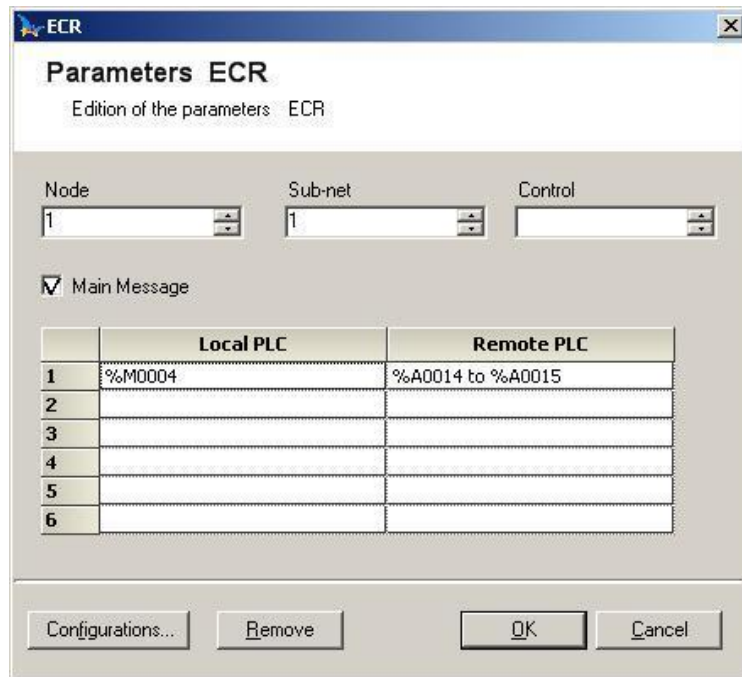 ECR
Parameters ECR
Edition of the parameters ECR
Node Sub-net Control
1 1
Main Message
Local PLC Remote PLC
1 %M0004 %A0014 to %A0015
2
3
4
5
6
Configurations... Remove OK Cancel